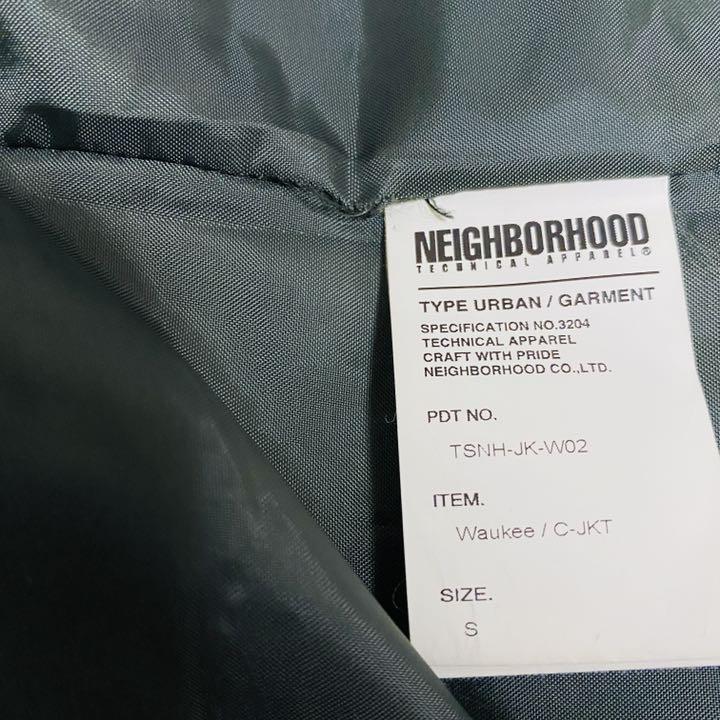 NEIGHBORHOOD
TECHNICAL APPAREL®
TYPE URBAN / GARMENT
SPECIFICATION NO.3204
TECHNICAL APPAREL
CRAFT WITH PRIDE
NEIGHBORHOOD CO.,LTD.
PDT NO.
TSNH-JK-W02
ITEM.
Waukee / C-JKT
SIZE.
S